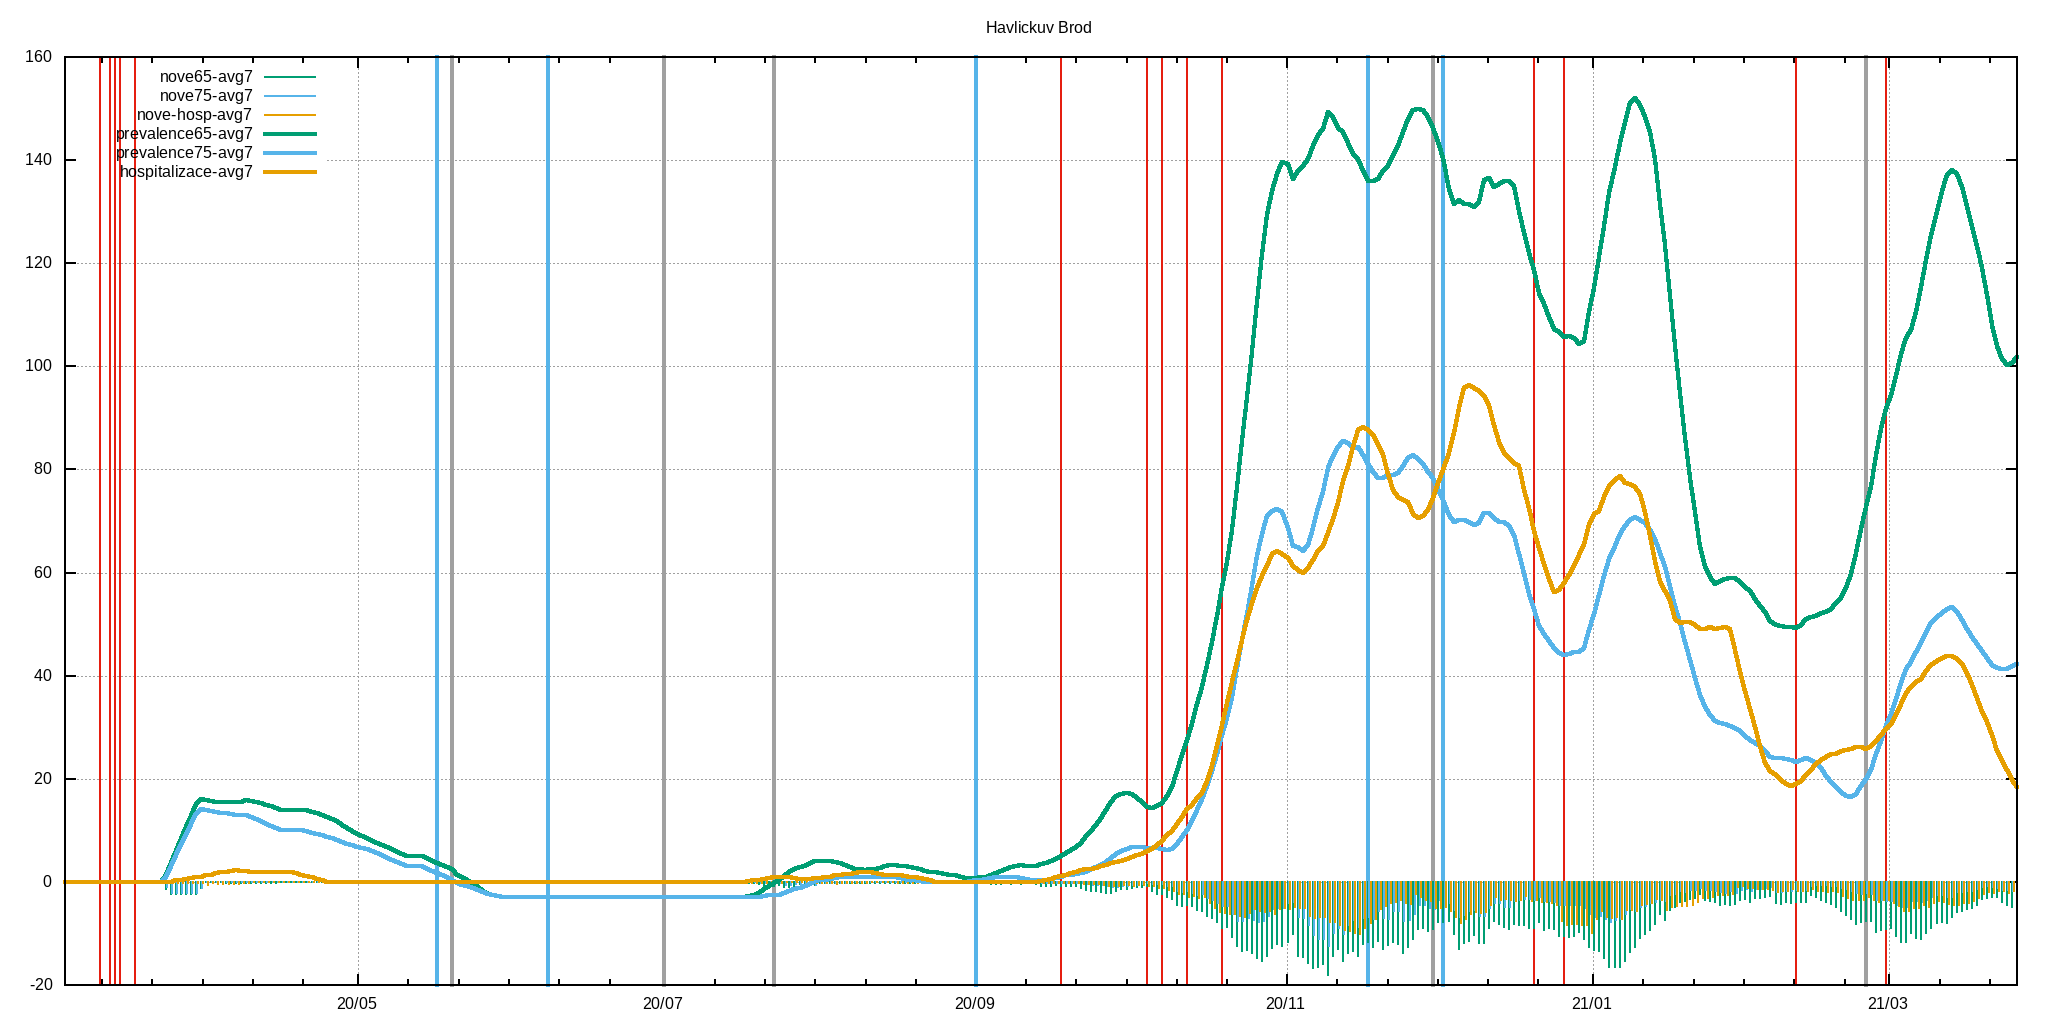 Havlickuv Brod
160
140
120
100
80
60
40
20
0
-20
nove65-avg7
nove75-avg7
nove-hosp-avg7
prevalence65-avg7
prevalence75-avg7
hospitalizace-avg7
20/05
20/07
20/09
20/11
21/01
21/03